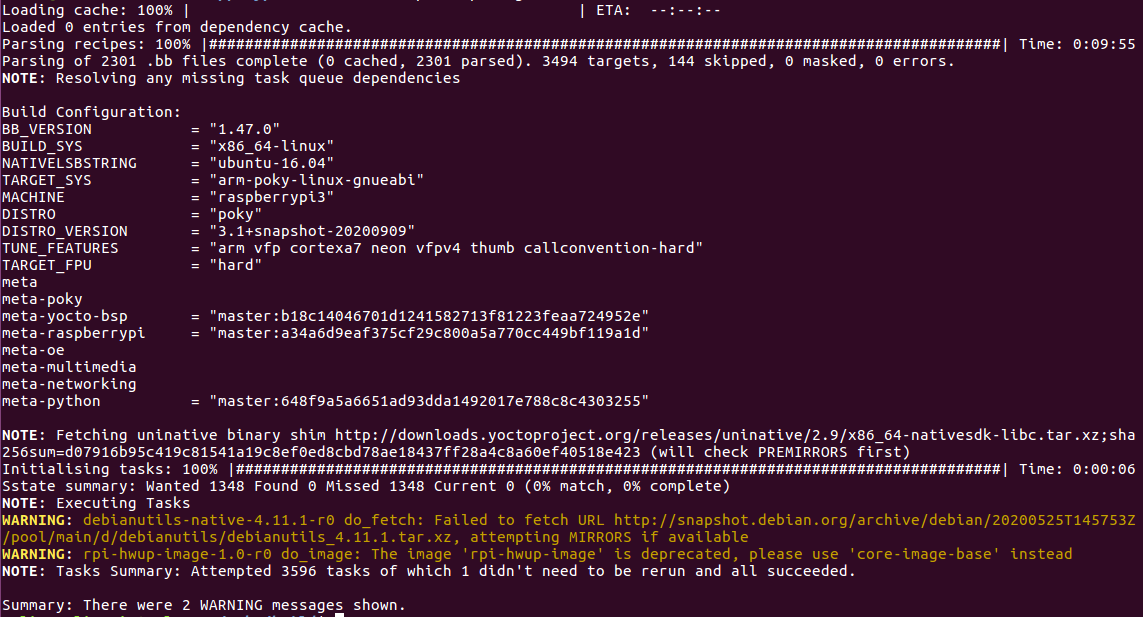 Loading cache: 100% | | ETA: --:--:--
Loaded 0 entries from dependency cache.
Parsing recipes: 100% |########################################################################################| Time: 0:09:55
Parsing of 2301 .bb files complete (0 cached, 2301 parsed). 3494 targets, 144 skipped, 0 masked, 0 errors.
NOTE: Resolving any missing task queue dependencies
Build Configuration:
BB_VERSION = "1.47.0"
BUILD_SYS = "x86_64-linux"
NATIVELSBSTRING = "ubuntu-16.04"
TARGET_SYS = "arm-poky-linux-gnueabi"
MACHINE = "raspberrypi3"
DISTRO = "poky"
DISTRO_VERSION = "3.1+snapshot-20200909"
TUNE_FEATURES = "arm vfp cortexa7 neon vfpv4 thumb callconvention-hard"
TARGET_FPU = "hard"
meta
meta-poky
meta-yocto-bsp = "master:b18c14046701d1241582713f81223feaa724952e"
meta-raspberrypi = "master:a34a6d9eaf375cf29c800a5a770cc449bf119a1d"
meta-oe
meta-multimedia
meta-networking
meta-python = "master:648f9a5a6651ad93dda1492017e788c8c4303255"
NOTE: Fetching uninative binary shim http://downloads.yoctoproject.org/releases/uninative/2.9/x86_64-nativesdk-libc.tar.xz;sha
256sum=d07916b95c419c81541a19c8ef0ed8cbd78ae18437ff28a4c8a60ef40518e423 (will check PREMIRRORS first)
Initialising tasks: 100% |#####################################################################################| Time: 0:00:06
Sstate summary: Wanted 1348 Found 0 Missed 1348 Current 0 (0% match, 0% complete)
NOTE: Executing Tasks
WARNING: debianutils-native-4.11.1-r0 do_fetch: Failed to fetch URL http://snapshot.debian.org/archive/debian/20200525T145753Z
/pool/main/d/debianutils/debianutils_4.11.1.tar.xz, attempting MIRRORS if available
WARNING: rpi-hwup-image-1.0-r0 do_image: The image 'rpi-hwup-image' is deprecated, please use 'core-image-base' instead
NOTE: Tasks Summary: Attempted 3596 tasks of which 1 didn't need to be rerun and all succeeded.
Summary: There were 2 WARNING messages shown.